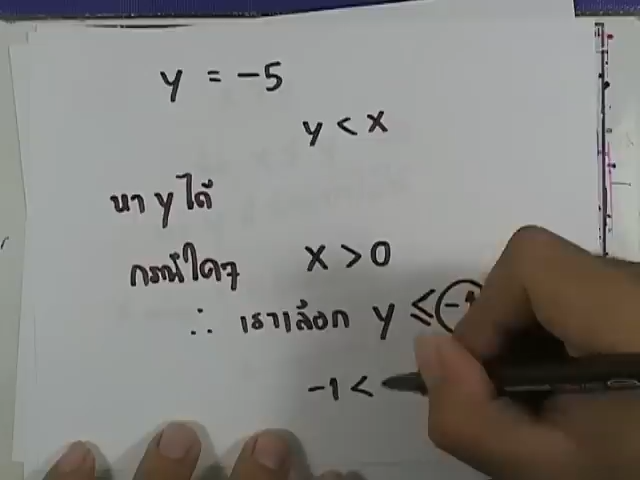 y = -5
y < x
หา y ได้
กรณีใดๆ x > 0
∴ เราเลือก y ≤ -1
-1 <